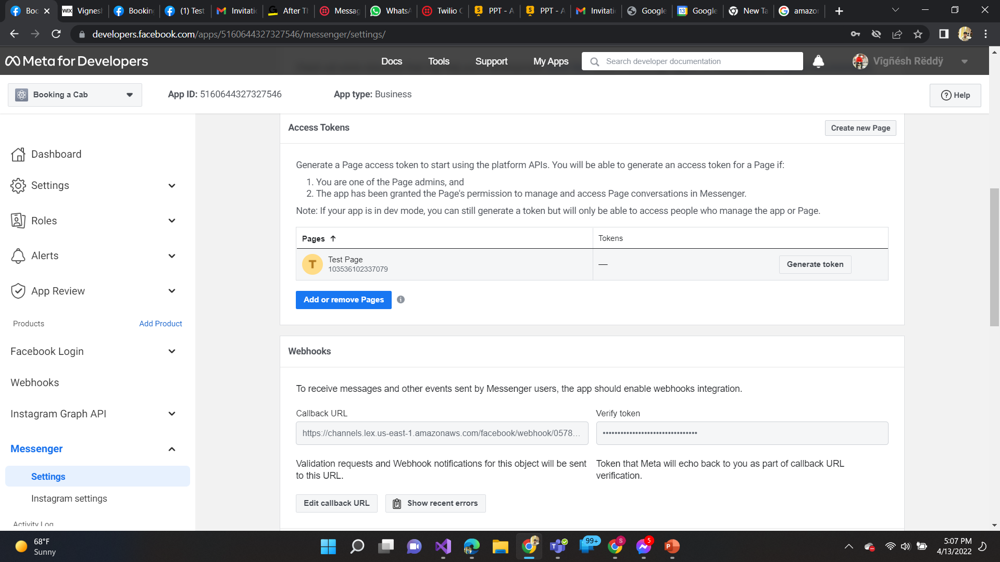 Boc
Vignes
Booking
(1) Test
Invitatio
After Th
Messag
WhatsA
Twilio C
PPT - A
PPT - A
Invitatio
Google
Google
New Ta
amazon
developers.facebook.com/apps/5160644327327546/messenger/settings/
Meta for Developers
Docs
Tools
Support
My Apps
Search developer documentation
Vîgñésh Rëddÿ
Booking a Cab
App ID: 5160644327327546
App type: Business
Help
Dashboard
Settings
Roles
Alerts
App Review
Products
Add Product
Facebook Login
Webhooks
Instagram Graph API
Messenger
Settings
Instagram settings
Activity Log
Access Tokens
Create new Page
Generate a Page access token to start using the platform APIs. You will be able to generate an access token for a Page if:
1. You are one of the Page admins, and
2. The app has been granted the Page's permission to manage and access Page conversations in Messenger.
Note: If your app is in dev mode, you can still generate a token but will only be able to access people who manage the app or Page.
Pages ↑
Tokens
T
Test Page
103536102337079
—
Generate token
Add or remove Pages
Webhooks
To receive messages and other events sent by Messenger users, the app should enable webhooks integration.
Callback URL
Verify token
https://channels.lex.us-east-1.amazonaws.com/facebook/webhook/0578...
••••••••••••••••••••••••••••••••
Validation requests and Webhook notifications for this object will be sent
to this URL.
Token that Meta will echo back to you as part of callback URL
verification.
Edit callback URL
Show recent errors
68°F
Sunny
99+
S
5
5:07 PM
4/13/2022